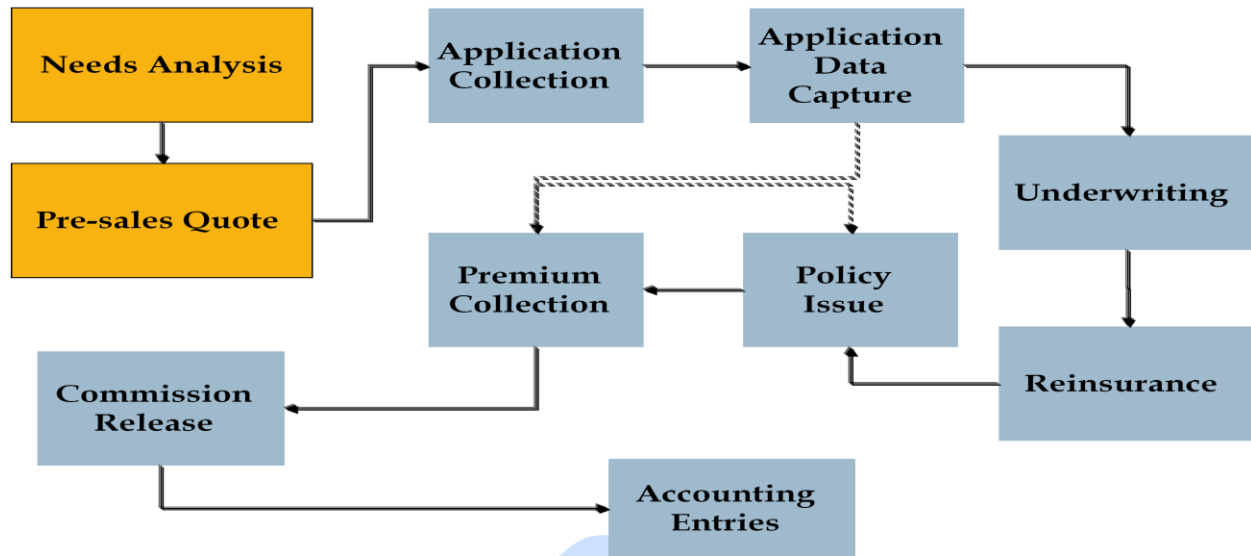 Needs Analysis
Pre-sales Quote
Application
Collection
Application
Data
Capture
Underwriting
Reinsurance
Policy
Issue
Premium
Collection
Commission
Release
Accounting
Entries